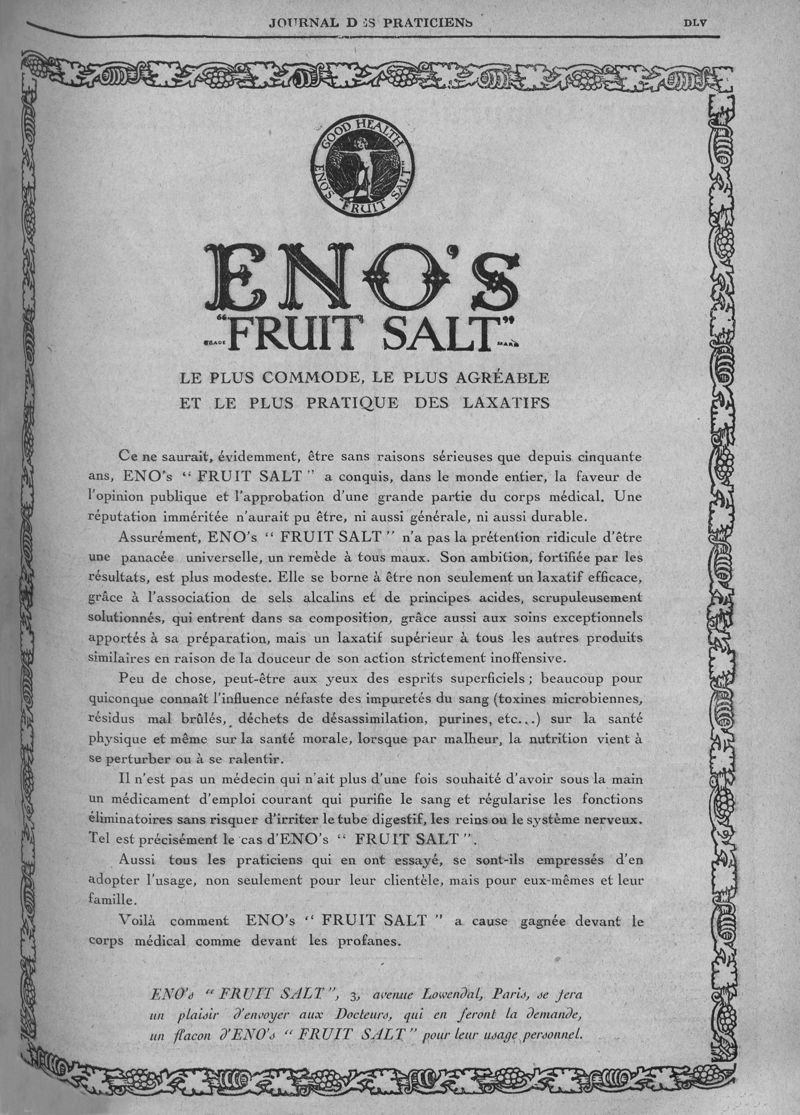 JOURNAL DES PRATICIENS
DLV
GOOD HEALTH
ENO'S "FRUIT SALT"
ENO'S
"FRUIT SALT"
LE PLUS COMMODE, LE PLUS AGRÉABLE
ET LE PLUS PRATIQUE DES LAXATIFS
Ce ne saurait, évidemment, être sans raisons sérieuses que depuis cinquante
ans, ENO's “ FRUIT SALT ” a conquis, dans le monde entier, la faveur de
l'opinion publique et l'approbation d'une grande partie du corps médical. Une
réputation imméritée n'aurait pu être, ni aussi générale, ni aussi durable.
Assurément, ENO's “ FRUIT SALT ” n'a pas la prétention ridicule d'être
une panacée universelle, un remède à tous maux. Son ambition, fortifiée par les
résultats, est plus modeste. Elle se borne à être non seulement un laxatif efficace,
grâce à l'association de sels alcalins et de principes acides, scrupuleusement
solutionnés, qui entrent dans sa composition, grâce aussi aux soins exceptionnels
apportés à sa préparation, mais un laxatif supérieur à tous les autres produits
similaires en raison de la douceur de son action strictement inoffensive.
Peu de chose, peut-être aux yeux des esprits superficiels ; beaucoup pour
quiconque connaît l'influence néfaste des impuretés du sang (toxines microbiennes,
résidus mal brûlés, déchets de désassimilation, purines, etc...) sur la santé
physique et même sur la santé morale, lorsque par malheur, la nutrition vient à
se perturber ou à se ralentir.
Il n'est pas un médecin qui n'ait plus d'une fois souhaité d'avoir sous la main
un médicament d'emploi courant qui purifie le sang et régularise les fonctions
éliminatoires sans risquer d'irriter le tube digestif, les reins ou le système nerveux.
Tel est précisément le cas d'ENO's “ FRUIT SALT ”.
Aussi tous les praticiens qui en ont essayé, se sont-ils empressés d'en
adopter l'usage, non seulement pour leur clientèle, mais pour eux-mêmes et leur
famille.
Voilà comment ENO's “ FRUIT SALT ” a cause gagnée devant le
corps médical comme devant les profanes.
ENO's “ FRUIT SALT ”, 3, avenue Lowendal, Paris, se fera
un plaisir d'envoyer aux Docteurs, qui en feront la demande,
un flacon d'ENO's “ FRUIT SALT ” pour leur usage personnel.